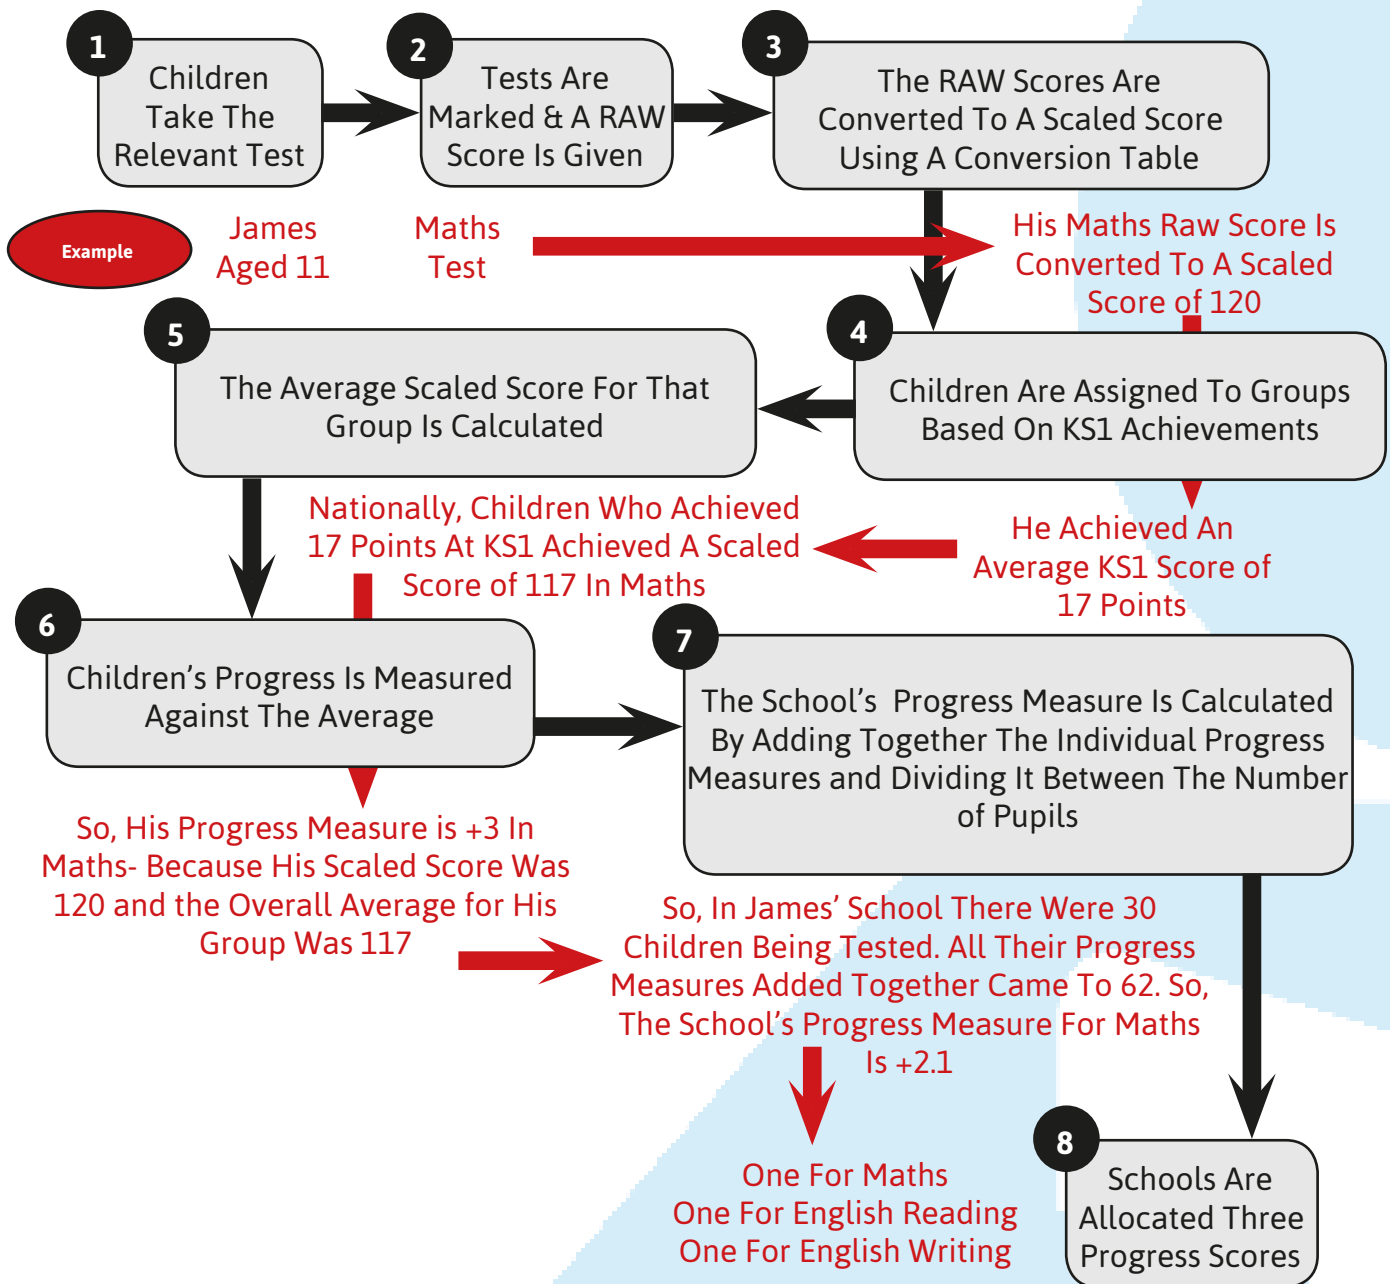 1
Children
Take The
Relevant Test
2
Tests Are
Marked & A RAW
Score Is Given
3
The RAW Scores Are
Converted To A Scaled Score
Using A Conversion Table
Example
James
Aged 11
Maths
Test
His Maths Raw Score Is
Converted To A Scaled
Score of 120
4
Children Are Assigned To Groups
Based On KS1 Achievements
5
The Average Scaled Score For That
Group Is Calculated
He Achieved An
Average KS1 Score of
17 Points
Nationally, Children Who Achieved
17 Points At KS1 Achieved A Scaled
Score of 117 In Maths
6
Children's Progress Is Measured
Against The Average
So, His Progress Measure is +3 In
Maths- Because His Scaled Score Was
120 and the Overall Average for His
Group Was 117
7
The School's  Progress Measure Is Calculated
By Adding Together The Individual Progress
Measures and Dividing It Between The Number
of Pupils
So, In James' School There Were 30
Children Being Tested. All Their Progress
Measures Added Together Came To 62. So,
The School's Progress Measure For Maths
Is +2.1
8
Schools Are
Allocated Three
Progress Scores
One For Maths
One For English Reading
One For English Writing